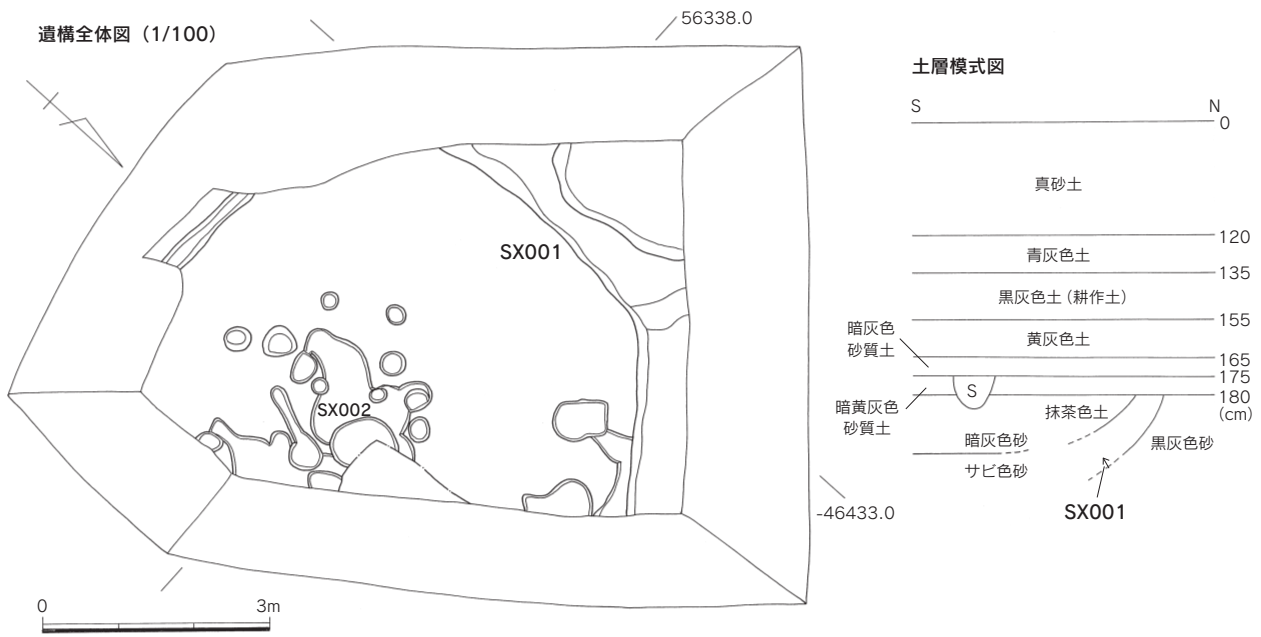 遺構全体図（1/100）
56338.0
SX001
SX002
-46433.0
0
3m
土層模式図
S
N
0
真砂土
120
青灰色土
135
黒灰色土（耕作土）
155
黄灰色土
165
暗灰色
砂質土
175
S
180
(cm)
暗黄灰色
砂質土
抹茶色土
暗灰色砂
黒灰色砂
サビ色砂
SX001